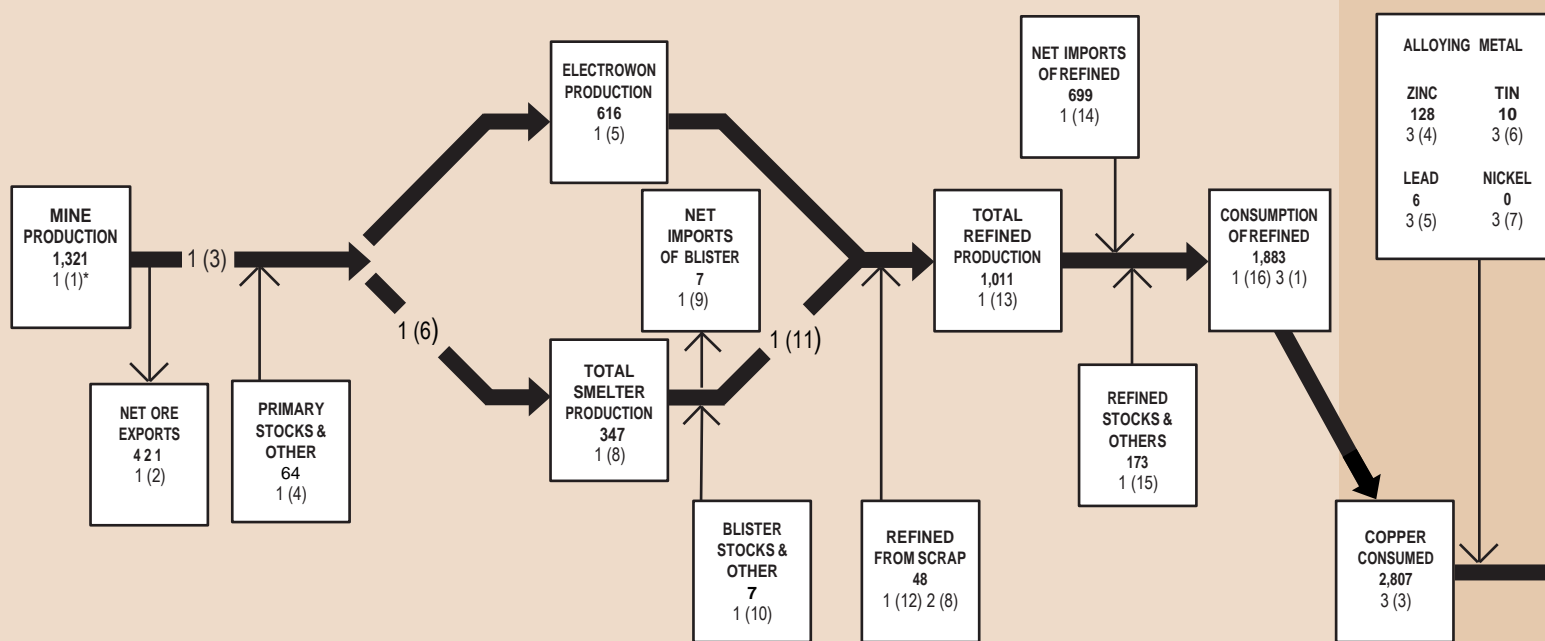 MINE
PRODUCTION
1,321
1 (1)*
1 (3)
NET ORE
EXPORTS
4 2 1
1 (2)
PRIMARY
STOCKS &
OTHER
64
1 (4)
ELECTROWON
PRODUCTION
616
1 (5)
1 (6)
TOTAL
SMELTER
PRODUCTION
347
1 (8)
NET
IMPORTS
OF BLISTER
7
1 (9)
BLISTER
STOCKS &
OTHER
7
1 (10)
1 (11)
REFINED
FROM SCRAP
48
1 (12) 2 (8)
TOTAL
REFINED
PRODUCTION
1,011
1 (13)
NET IMPORTS
OF REFINED
699
1 (14)
REFINED
STOCKS &
OTHERS
173
1 (15)
CONSUMPTION
OF REFINED
1,883
1 (16) 3 (1)
COPPER
CONSUMED
2,807
3 (3)
ALLOYING METAL
ZINC TIN
128 10
3 (4) 3 (6)
LEAD NICKEL
6 0
3 (5) 3 (7)